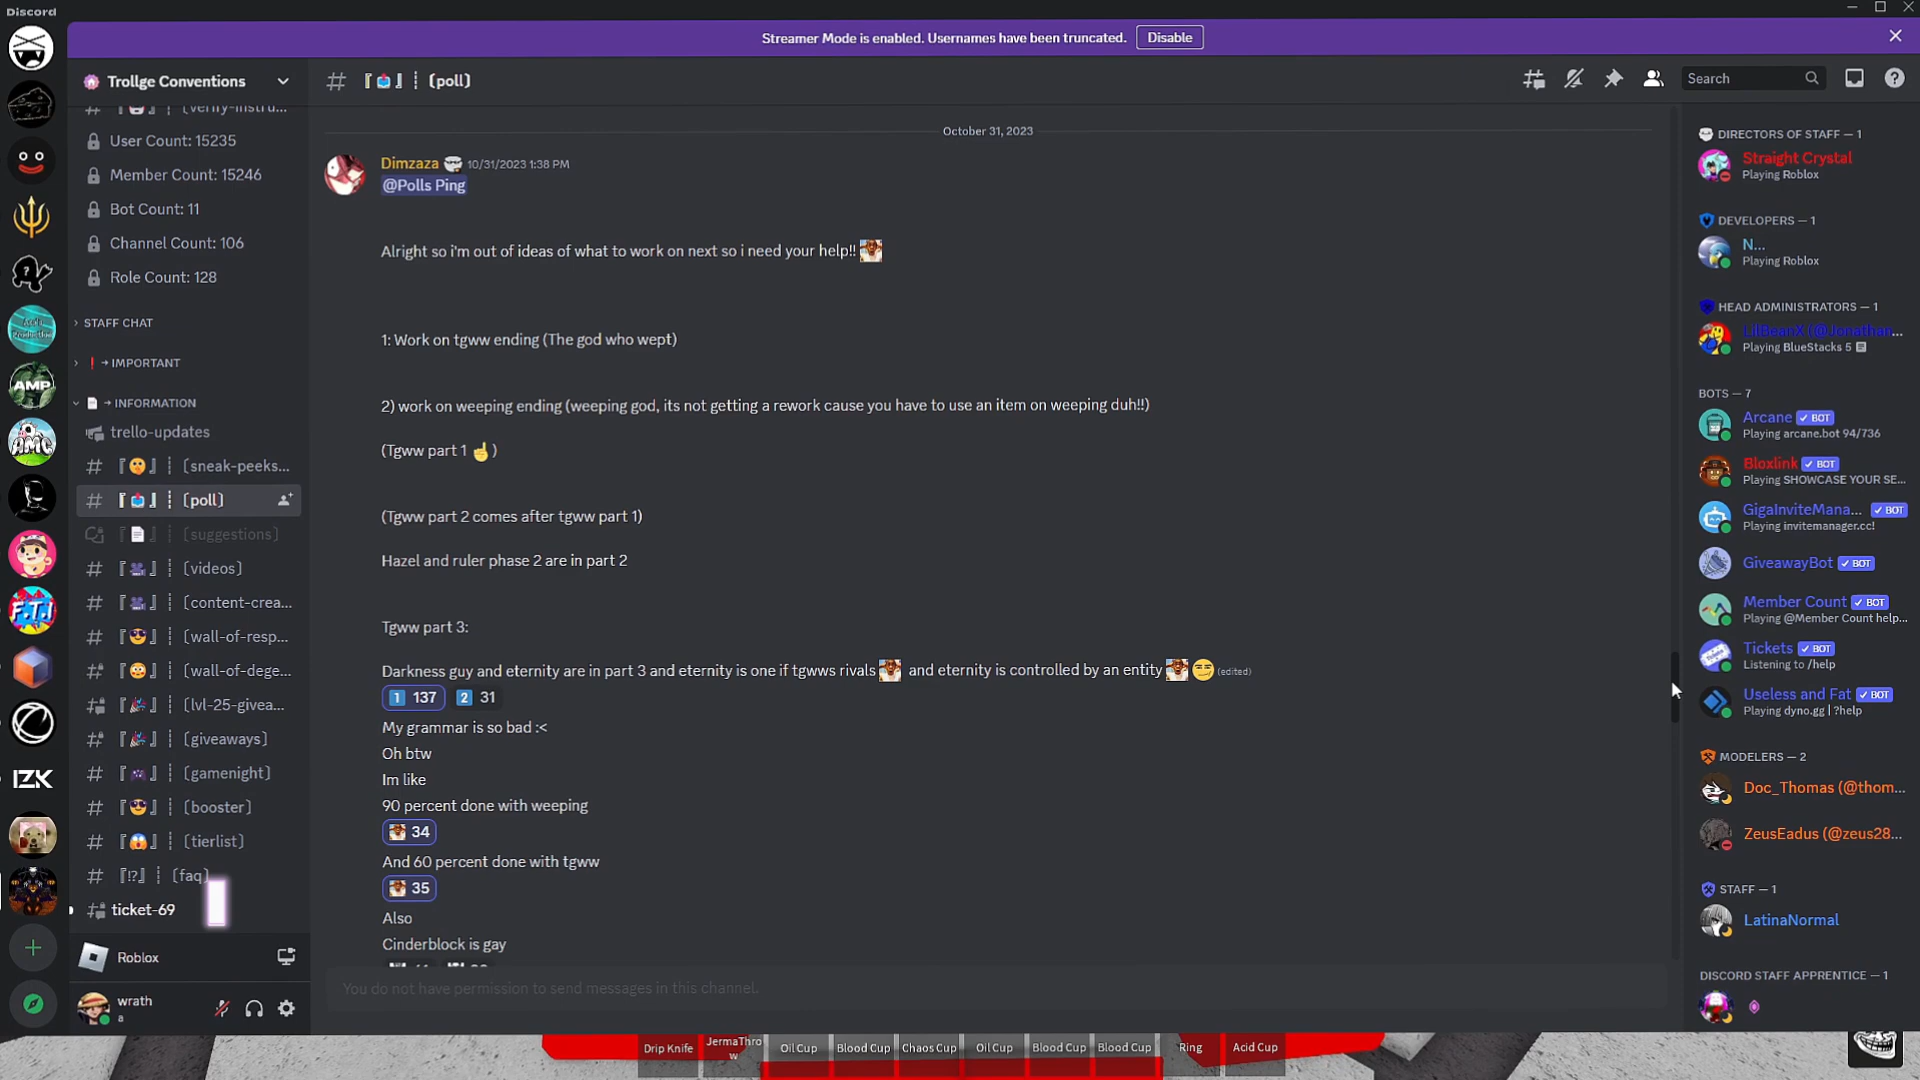 Discord
Streamer Mode is enabled. Usernames have been truncated. Disable
Trollge Conventions
(verify-instru...
User Count: 15235
Member Count: 15246
Bot Count: 11
Channel Count: 106
Role Count: 128
STAFF CHAT
❗→IMPORTANT
→ INFORMATION
trello-updates
(sneak-peeks...
(poll)
(suggestions)
(videos)
(content-crea...
(wall-of-resp...
(wall-of-dege...
(lvl-25-givea...
(giveaways)
(gamenight)
(booster)
(tierlist)
『⁉』 ┊ (faq)
ticket-69
Roblox
wrath
a
AMP
AMC
F.T.I
IZK
# 『📩』 ┊ (poll)
Search
October 31, 2023
Dimzaza 10/31/2023 1:38 PM
@Polls Ping
Alright so i'm out of ideas of what to work on next so i need your help!!
1: Work on tgww ending (The god who wept)
2) work on weeping ending (weeping god, its not getting a rework cause you have to use an item on weeping duh!!)
(Tgww part 1 ☝)
(Tgww part 2 comes after tgww part 1)
Hazel and ruler phase 2 are in part 2
Tgww part 3:
Darkness guy and eternity are in part 3 and eternity is one if tgwws rivals and eternity is controlled by an entity (edited)
1 137 2 31
My grammar is so bad :<
Oh btw
Im like
90 percent done with weeping
34
And 60 percent done with tgww
35
Also
Cinderblock is gay
You do not have permission to send messages in this channel.
DIRECTORS OF STAFF — 1
Straight Crystal
Playing Roblox
DEVELOPERS — 1
N...
Playing Roblox
HEAD ADMINISTRATORS — 1
LilBeanX (@Jonathan...
Playing BlueStacks 5
BOTS — 7
Arcane ✓ BOT
Playing arcane.bot 94/736
Bloxlink ✓ BOT
Playing SHOWCASE YOUR SE...
GigaInviteMana... ✓ BOT
Playing invitemanager.cc!
GiveawayBot ✓ BOT
Member Count ✓ BOT
Playing @Member Count help...
Tickets ✓ BOT
Listening to /help
Useless and Fat ✓ BOT
Playing dyno.gg | ?help
MODELERS — 2
Doc_Thomas (@thom...
ZeusEadus (@zeus28...
STAFF — 1
LatinaNormal
DISCORD STAFF APPRENTICE — 1
Drip Knife JermaThrow Oil Cup Blood Cup Chaos Cup Oil Cup Blood Cup Blood Cup Ring Acid Cup